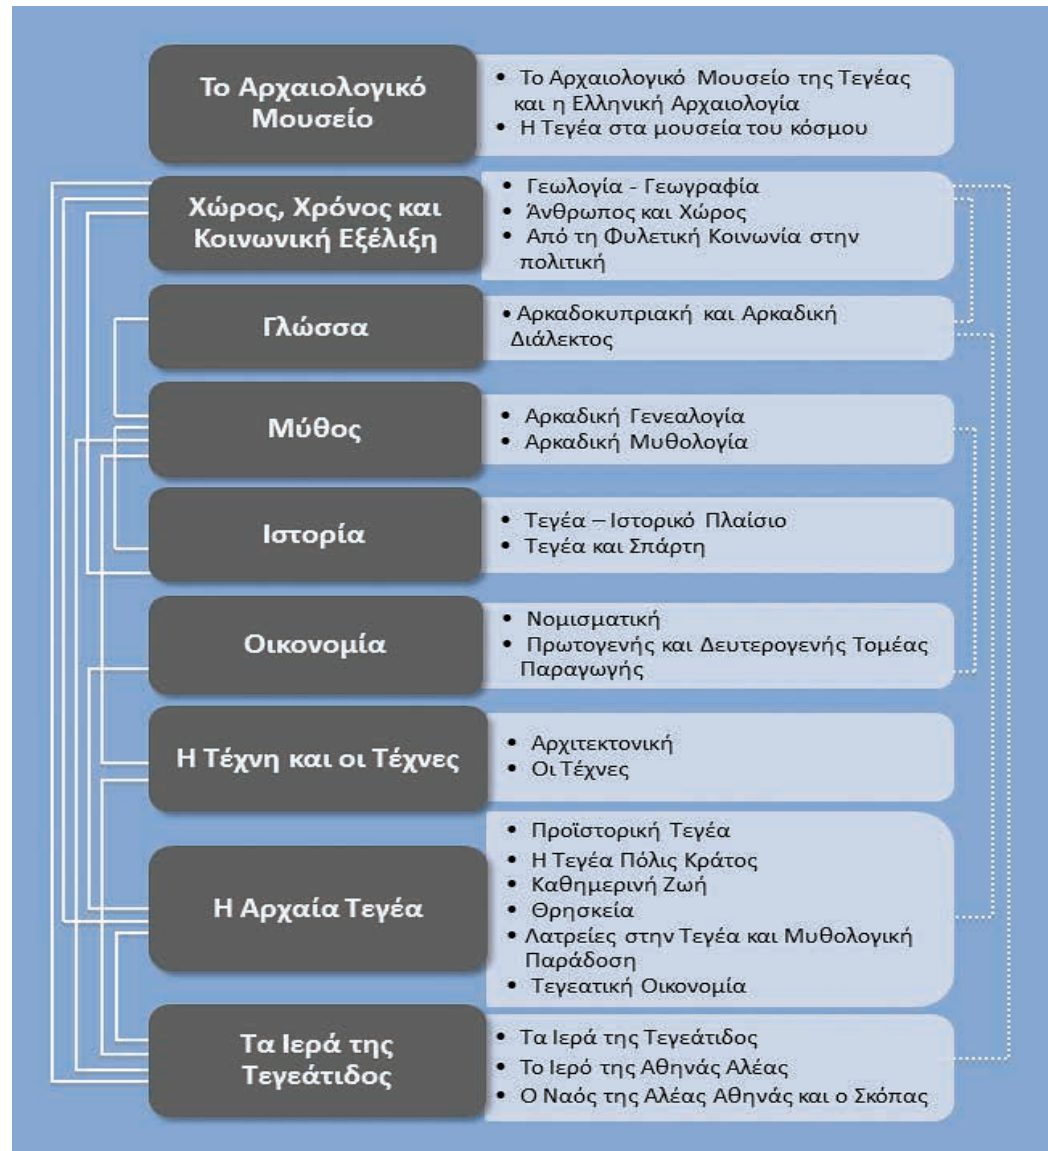 Το Αρχαιολογικό
Μουσείο
• Το Αρχαιολογικό Μουσείο της Τεγέας
και η Ελληνική Αρχαιολογία
• Η Τεγέα στα μουσεία του κόσμου
Χώρος, Χρόνος και
Κοινωνική Εξέλιξη
• Γεωλογία - Γεωγραφία
• Άνθρωπος και Χώρος
• Από τη Φυλετική Κοινωνία στην
πολιτική
Γλώσσα
• Αρκαδοκυπριακή και Αρκαδική
Διάλεκτος
Μύθος
• Αρκαδική Γενεαλογία
• Αρκαδική Μυθολογία
Ιστορία
• Τεγέα – Ιστορικό Πλαίσιο
• Τεγέα και Σπάρτη
Οικονομία
• Νομισματική
• Πρωτογενής και Δευτερογενής Τομέας
Παραγωγής
Η Τέχνη και οι Τέχνες
• Αρχιτεκτονική
• Οι Τέχνες
Η Αρχαία Τεγέα
• Προϊστορική Τεγέα
• Η Τεγέα Πόλις Κράτος
• Καθημερινή Ζωή
• Θρησκεία
• Λατρείες στην Τεγέα και Μυθολογική
Παράδοση
• Τεγεατική Οικονομία
Τα Ιερά της
Τεγεάτιδος
• Τα Ιερά της Τεγεάτιδος
• Το Ιερό της Αθηνάς Αλέας
• Ο Ναός της Αλέας Αθηνάς και ο Σκόπας